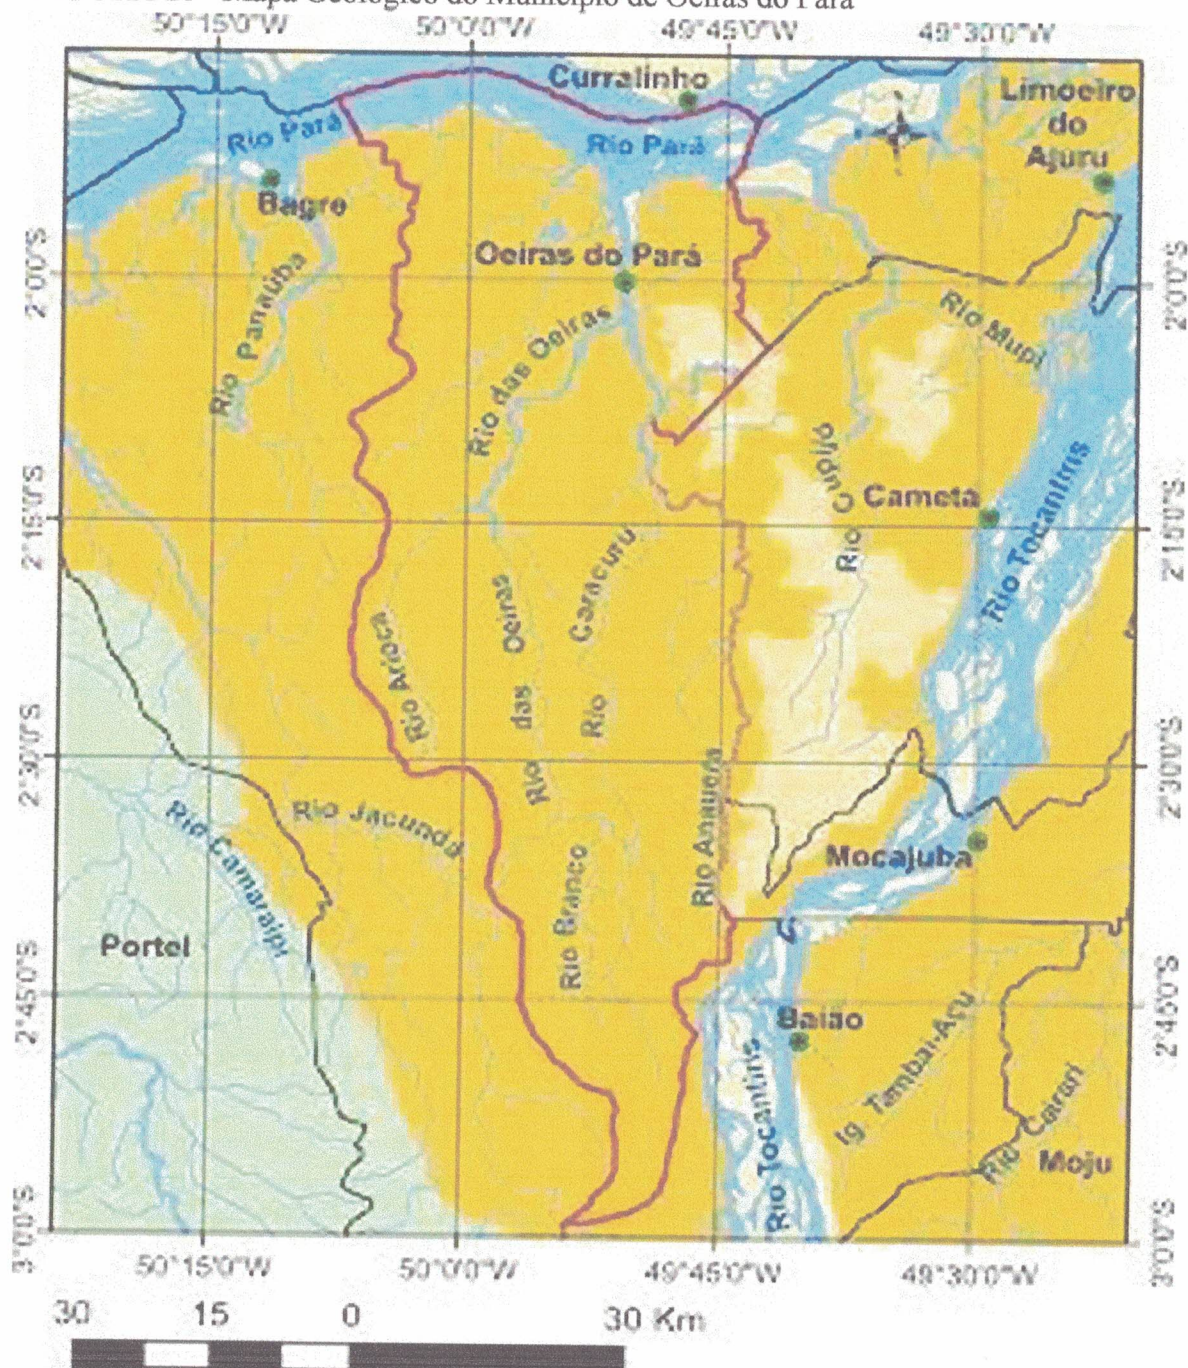 Mapa Geológico do Município de Oeiras do Pará
50°15'0"W 50°0'0"W 49°45'0"W 49°30'0"W
Curralinho
Limoeiro
do
Ajuru
Rio Pará
Rio Pará
Bagre
Oeiras do Pará
2°0'0"S
2°0'0"S
Rio Panaúba
Rio das Oeiras
Rio Mupi
Rio Cupijó
Cametá
Rio Tocantins
2°15'0"S
2°15'0"S
Rio Arioca
Rio das Oeiras
Rio Caracuru
2°30'0"S
2°30'0"S
Rio Jacundá
Rio Camaraipi
Rio Anauerá
Mocajuba
Rio Branco
Portel
2°45'0"S
2°45'0"S
Baião
Ig. Tambaí-Açu
Rio Tocantins
Rio Cairari
Moju
3°0'0"S
3°0'0"S
50°15'0"W 50°0'0"W 49°45'0"W 49°30'0"W
30 15 0 30 Km